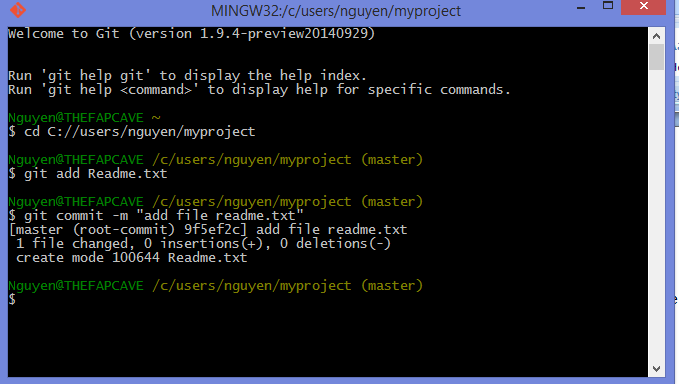 MINGW32:/c/users/nguyen/myproject
Welcome to Git (version 1.9.4-preview20140929)
Run 'git help git' to display the help index.
Run 'git help <command>' to display help for specific commands.
Nguyen@THEFAPCAVE ~
$ cd C://users/nguyen/myproject
Nguyen@THEFAPCAVE /c/users/nguyen/myproject (master)
$ git add Readme.txt
Nguyen@THEFAPCAVE /c/users/nguyen/myproject (master)
$ git commit -m "add file readme.txt"
[master (root-commit) 9f5ef2c] add file readme.txt
 1 file changed, 0 insertions(+), 0 deletions(-)
 create mode 100644 Readme.txt
Nguyen@THEFAPCAVE /c/users/nguyen/myproject (master)
$